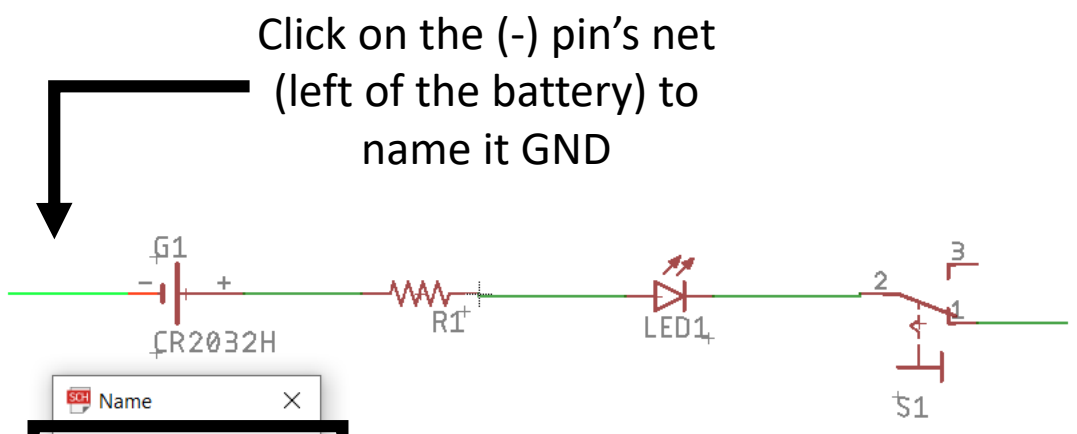 Click on the (-) pin's net
(left of the battery) to
name it GND
G1
- +
CR2032H
R1
LED1
2
3
1
S1
SCH Name